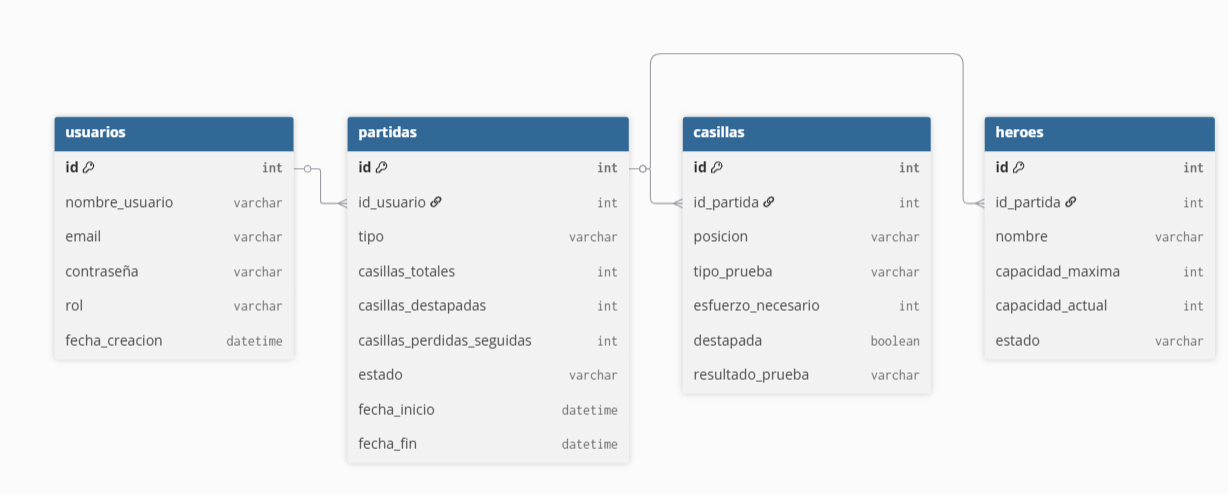 usuarios
id int
nombre_usuario varchar
email varchar
contraseña varchar
rol varchar
fecha_creacion datetime
partidas
id int
id_usuario int
tipo varchar
casillas_totales int
casillas_destapadas int
casillas_perdidas_seguidas int
estado varchar
fecha_inicio datetime
fecha_fin datetime
casillas
id int
id_partida int
posicion varchar
tipo_prueba varchar
esfuerzo_necesario int
destapada boolean
resultado_prueba varchar
heroes
id int
id_partida int
nombre varchar
capacidad_maxima int
capacidad_actual int
estado varchar